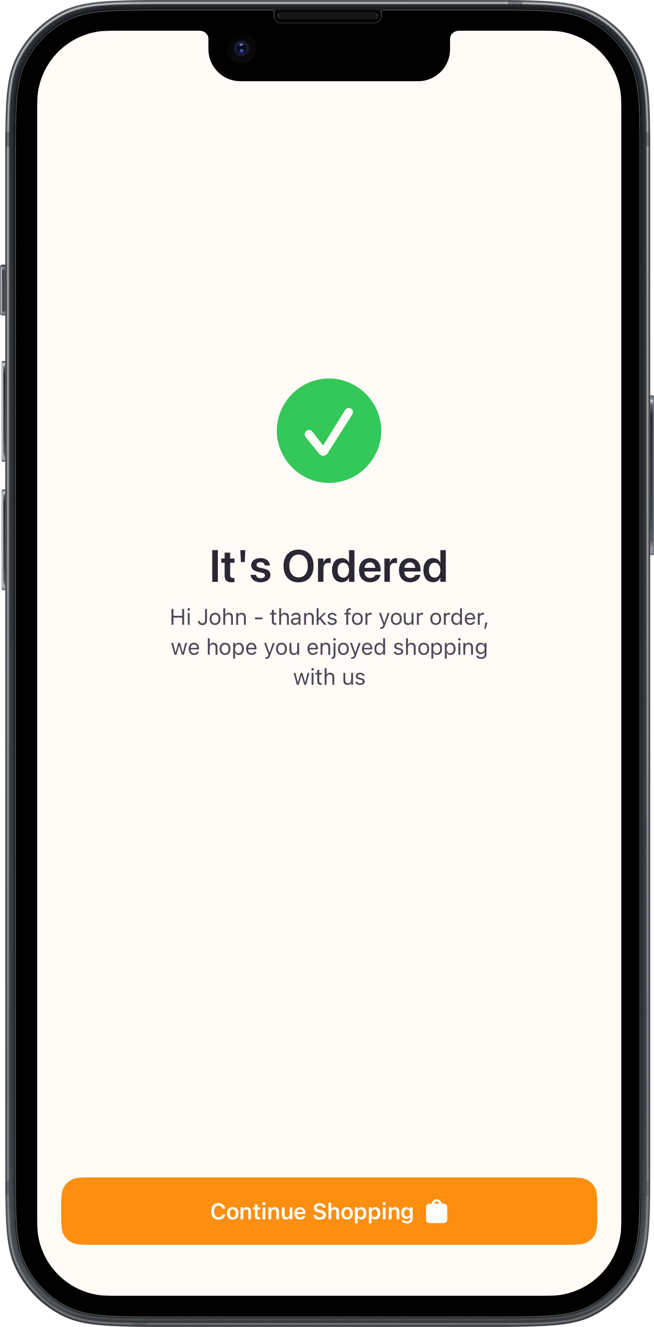 It's Ordered
Hi John - thanks for your order,
we hope you enjoyed shopping
with us
Continue Shopping